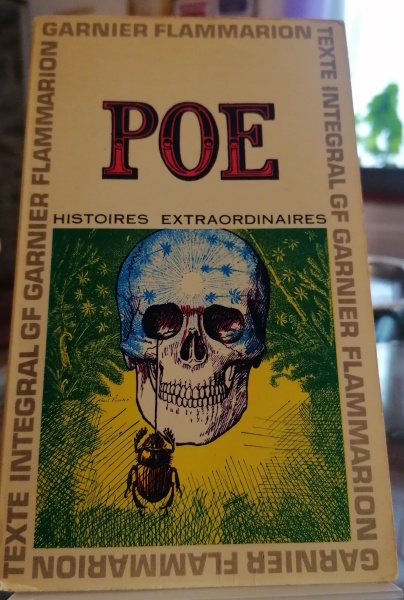 GARNIER FLAMMARION
TEXTE INTEGRAL GF GARNIER FLAMMARION
POE
HISTOIRES EXTRAORDINAIRES
TEXTE INTEGRAL GF GARNIER FLAMMARION
GARNIER FLAMMARION